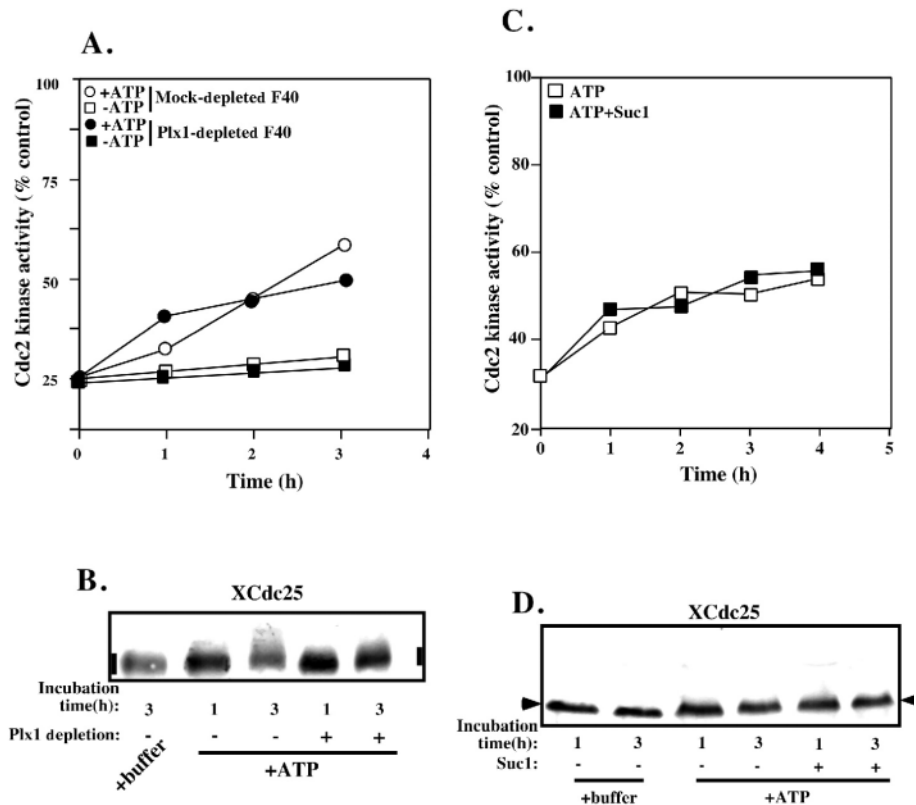 A.
100
75
50
25
0 1 2 3 4
Cdc2 kinase activity (% control)
Time (h)
+ATP
-ATP
Mock-depleted F40
+ATP
-ATP
Plx1-depleted F40
C.
100
80
60
40
20
0 1 2 3 4 5
Cdc2 kinase activity (% control)
Time (h)
ATP
ATP+Suc1
B.
XCdc25
Incubation
time(h): 3 1 3 1 3
Plx1 depletion: - - - + +
+buffer
+ATP
D.
XCdc25
Incubation
time(h): 1 3 1 3 1 3
Suc1: - - - - + +
+buffer +ATP